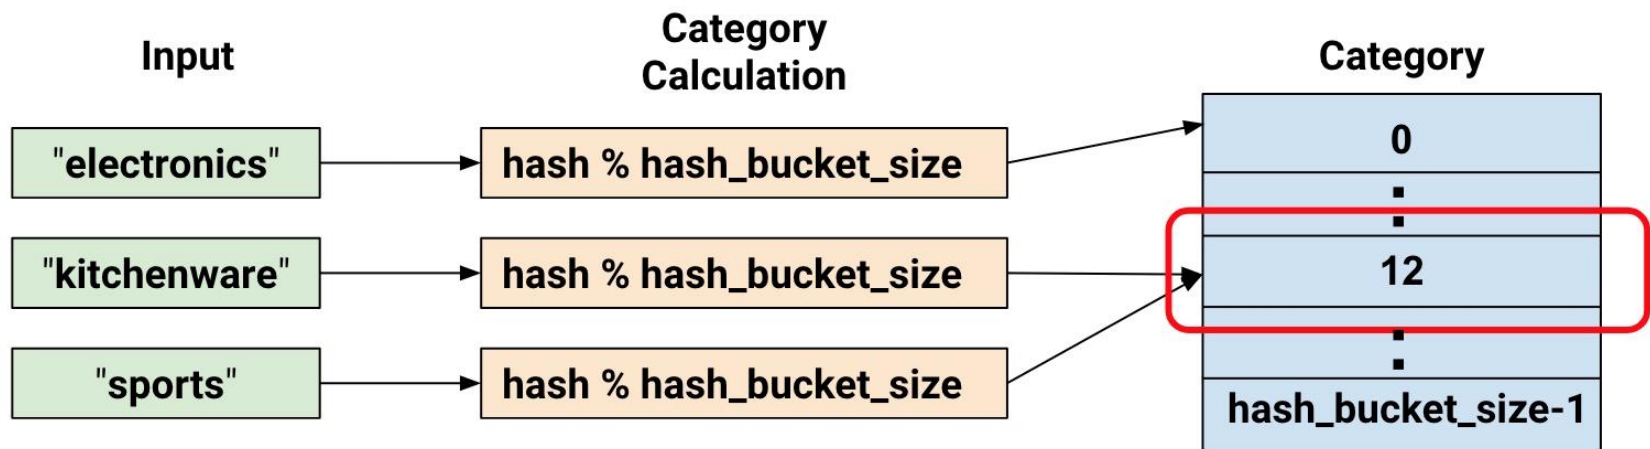 Input
Category
Calculation
Category
"electronics"
hash % hash_bucket_size
0
"kitchenware"
hash % hash_bucket_size
12
"sports"
hash % hash_bucket_size
hash_bucket_size-1